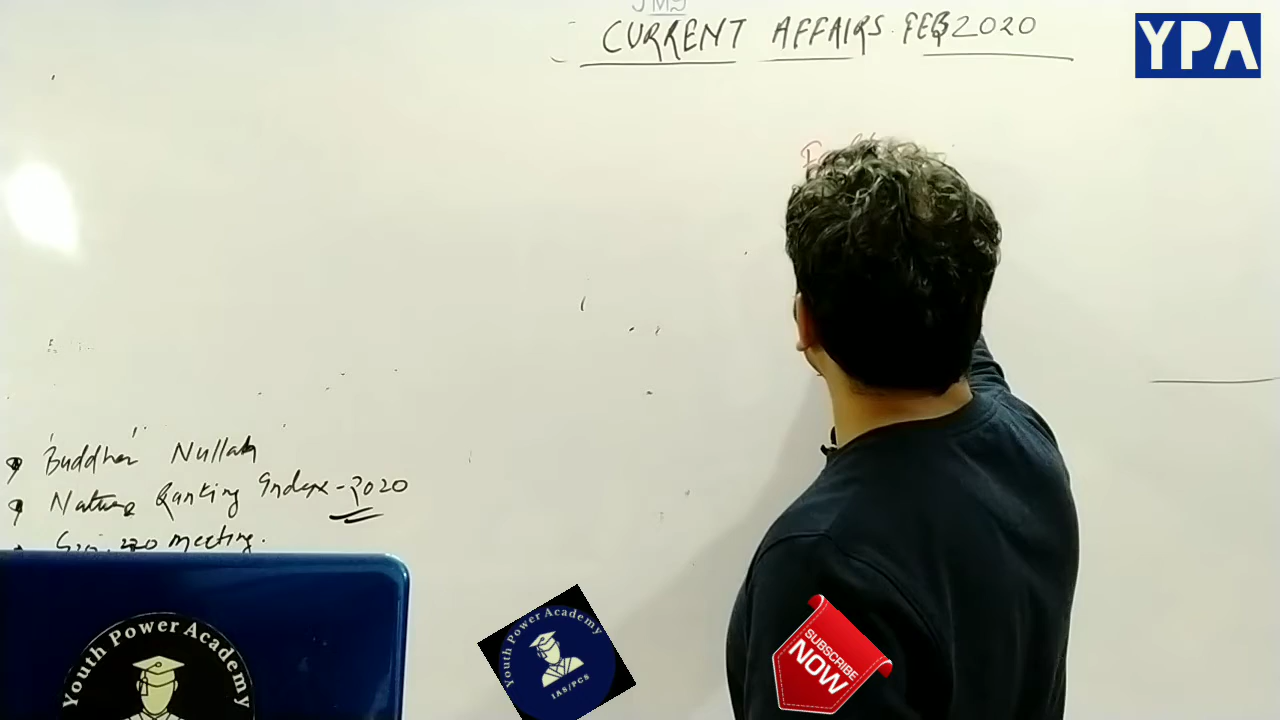 CURRENT AFFAIRS. FEB 2020
YPA
'Buddha' Nullah
Nature Ranking Index - 2020
meeting.
Youth Power Academy
Youth Power Academy
IAS/PCS
SUBSCRIBE
NOW